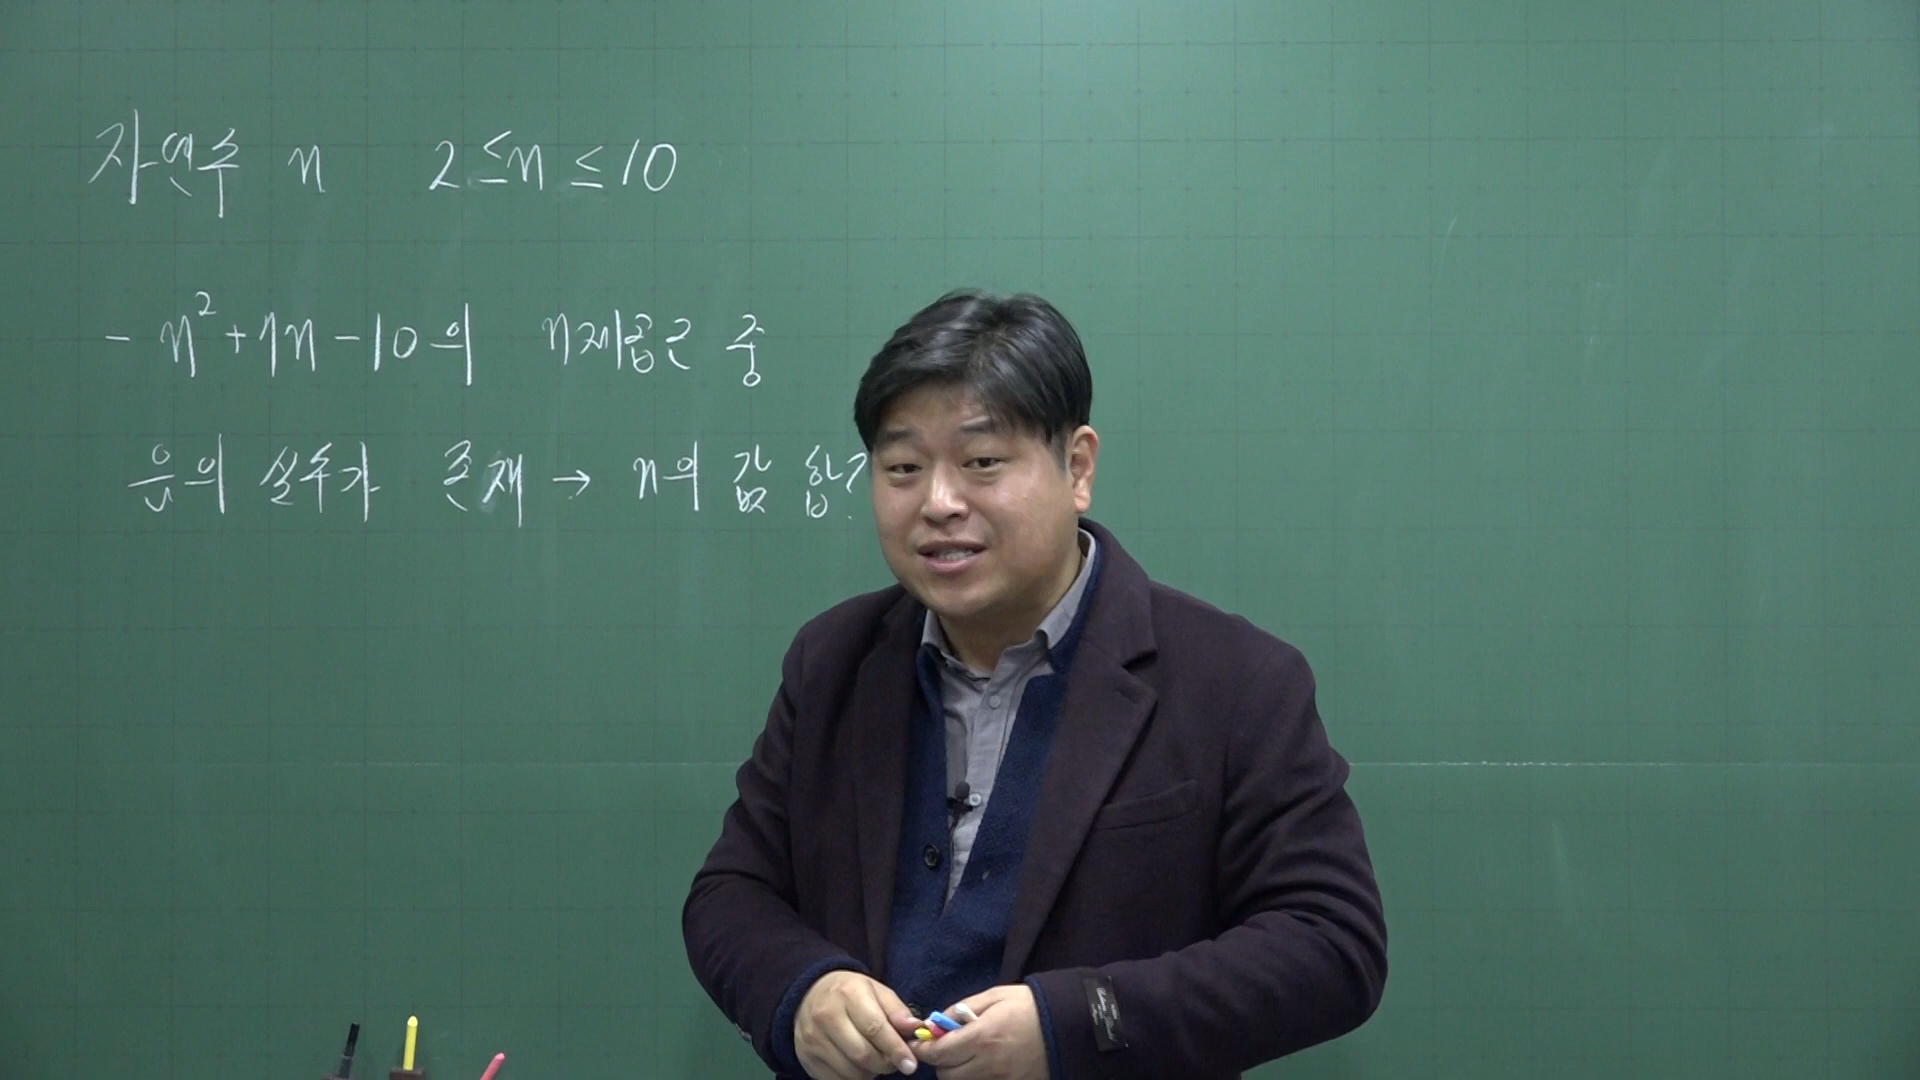 자연수 n 2≤n≤10
-n²+7n-10의 n제곱근 중
음의 실수가 존재 → n의 값 합?